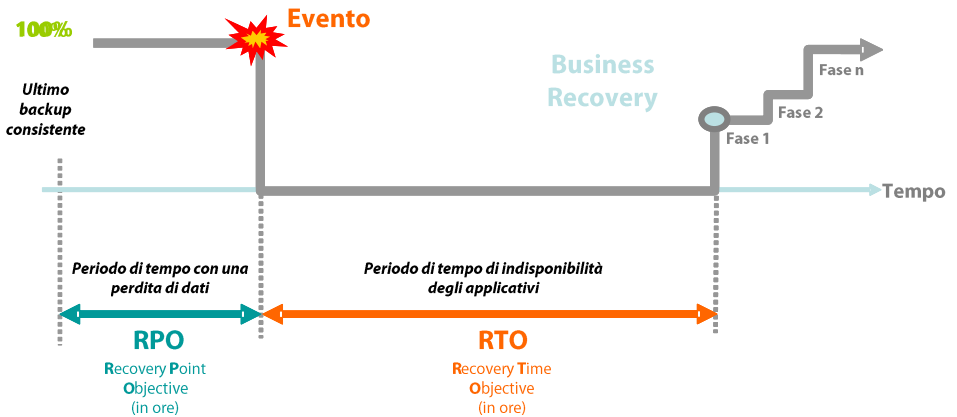 100%
Evento
Ultimo
backup
consistente
Business
Recovery
Fase 1
Fase 2
Fase n
Tempo
Periodo di tempo con una
perdita di dati
Periodo di tempo di indisponibilità
degli applicativi
RPO
Recovery Point
Objective
(in ore)
RTO
Recovery Time
Objective
(in ore)